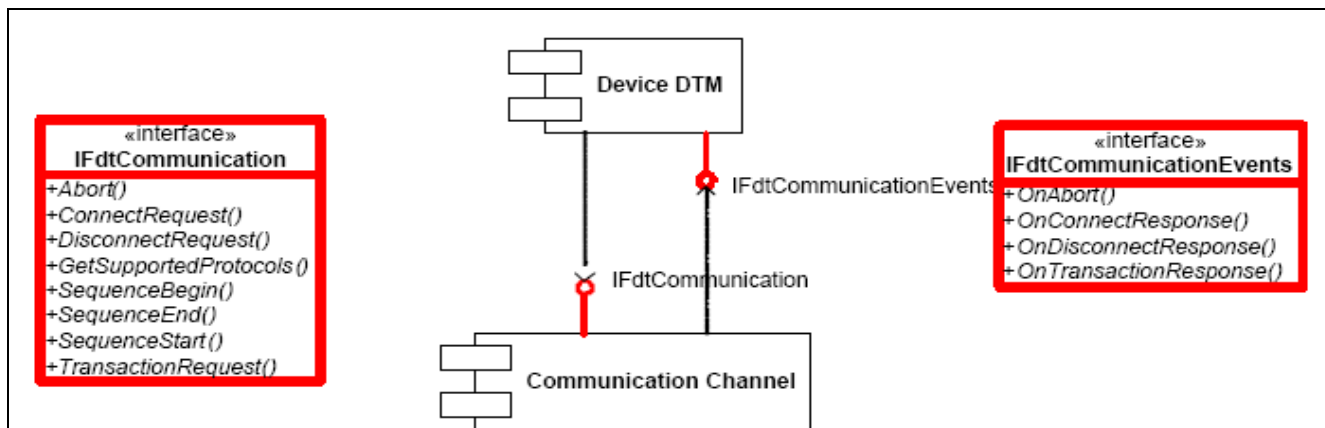 Device DTM
«interface»
IFdtCommunication
+Abort()
+ConnectRequest()
+DisconnectRequest()
+GetSupportedProtocols()
+SequenceBegin()
+SequenceEnd()
+SequenceStart()
+TransactionRequest()
IFdtCommunicationEvents
IFdtCommunication
«interface»
IFdtCommunicationEvents
+OnAbort()
+OnConnectResponse()
+OnDisconnectResponse()
+OnTransactionResponse()
Communication Channel